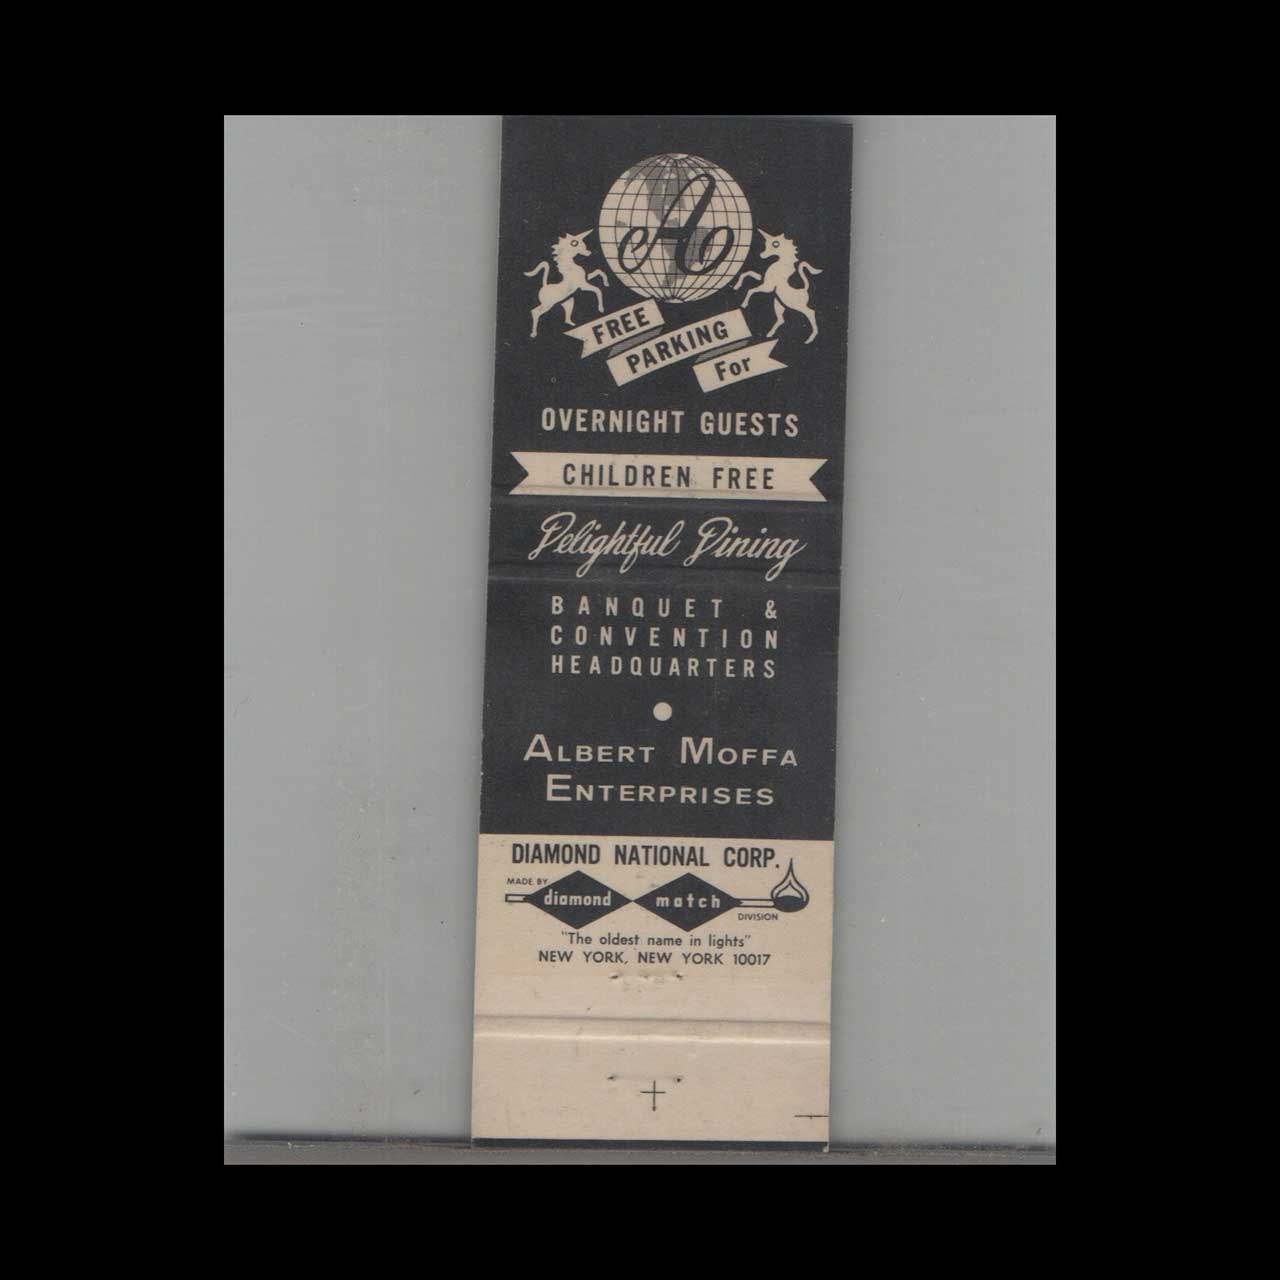 A
FREE
PARKING
For
OVERNIGHT GUESTS
CHILDREN FREE
Delightful Dining
BANQUET &
CONVENTION
HEADQUARTERS
ALBERT MOFFA
ENTERPRISES
DIAMOND NATIONAL CORP.
MADE BY
diamond match
DIVISION
"The oldest name in lights"
NEW YORK, NEW YORK 10017